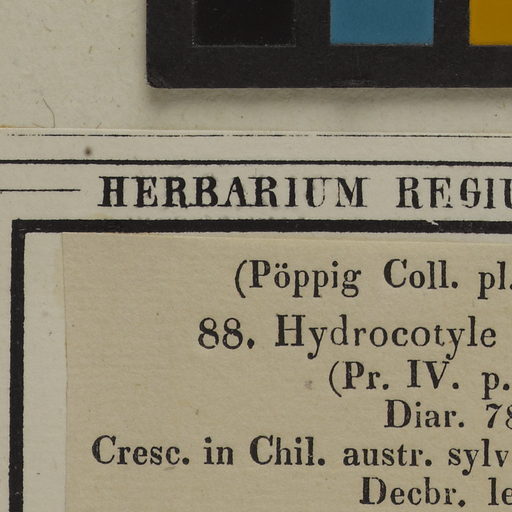 HERBARIUM REGIU
(Pöppig Coll. pl.
88. Hydrocotyle
(Pr. IV. p.
Diar. 78
Cresc. in Chil. austr. sylv
Decbr. le